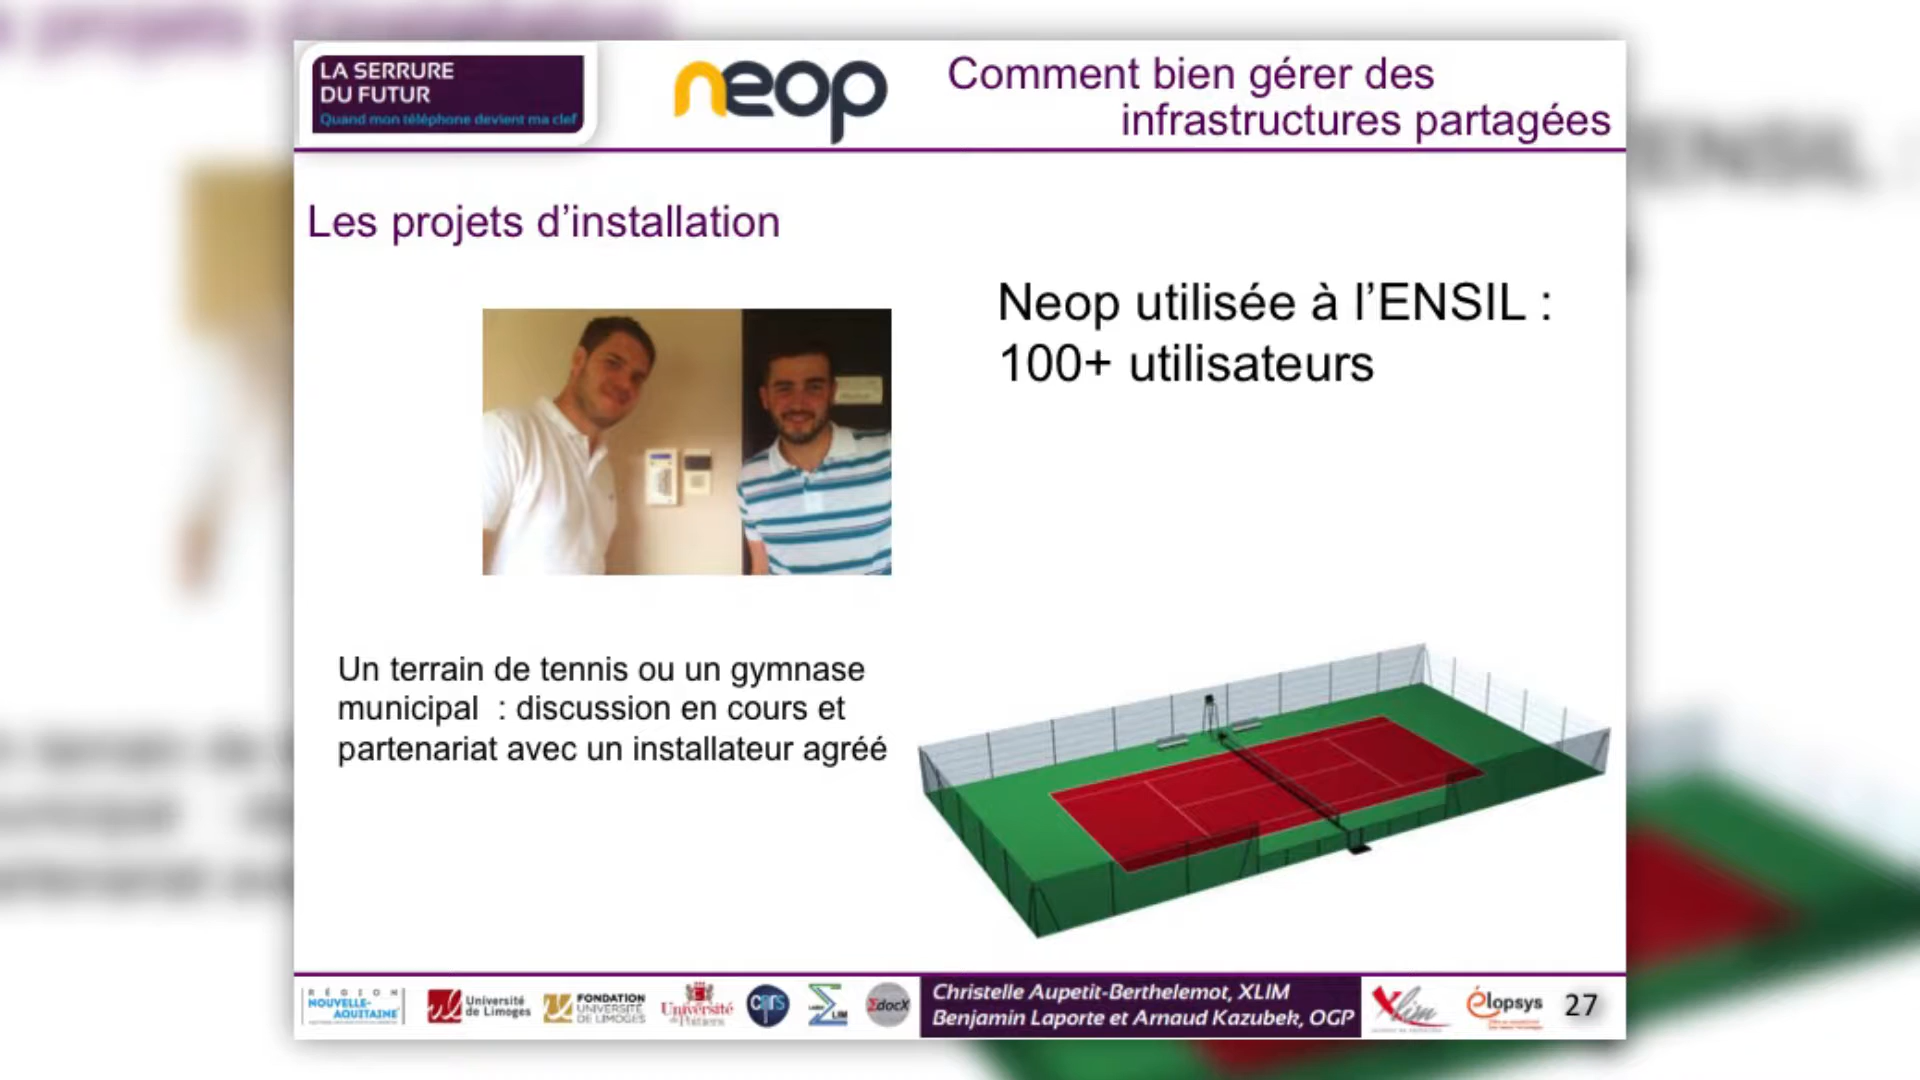 LA SERRURE
DU FUTUR
Quand mon téléphone devient ma clef
neop
Comment bien gérer des
infrastructures partagées
Les projets d’installation
Neop utilisée à l’ENSIL :
100+ utilisateurs
Un terrain de tennis ou un gymnase
municipal : discussion en cours et
partenariat avec un installateur agréé
RÉGION
NOUVELLE-
AQUITAINE
Université
de Limoges
FONDATION
UNIVERSITÉ
DE LIMOGES
Université
de Poitiers
cnrs
LIM
ΣdocX
Christelle Aupetit-Berthelemot, XLIM
Benjamin Laporte et Arnaud Kazubek, OGP
Xlim
élopsys
27